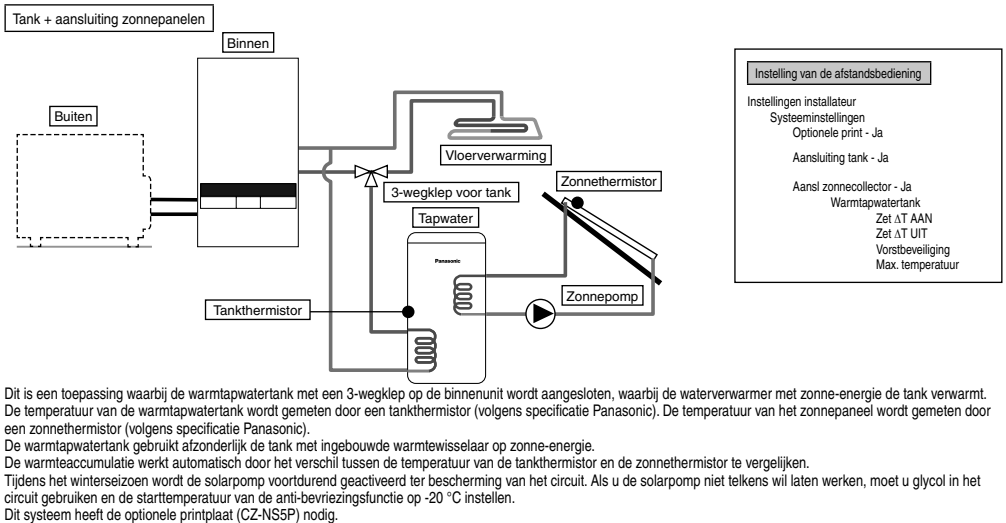 Tank + aansluiting zonnepanelen
Binnen
Buiten
Vloerverwarming
3-wegklep voor tank
Zonnethermistor
Tapwater
Panasonic
Zonnepomp
Tankthermistor
Instelling van de afstandsbediening
Instellingen installateur
Systeeminstellingen
Optionele print - Ja
Aansluiting tank - Ja
Aansl zonnecollector - Ja
Warmtapwatertank
Zet ΔT AAN
Zet ΔT UIT
Vorstbeveiliging
Max. temperatuur
Dit is een toepassing waarbij de warmtapwatertank met een 3-wegklep op de binnenunit wordt aangesloten, waarbij de waterverwarmer met zonne-energie de tank verwarmt.
De temperatuur van de warmtapwatertank wordt gemeten door een tankthermistor (volgens specificatie Panasonic). De temperatuur van het zonnepaneel wordt gemeten door
een zonnethermistor (volgens specificatie Panasonic).
De warmtapwatertank gebruikt afzonderlijk de tank met ingebouwde warmtewisselaar op zonne-energie.
De warmteaccumulatie werkt automatisch door het verschil tussen de temperatuur van de tankthermistor en de zonnethermistor te vergelijken.
Tijdens het winterseizoen wordt de solarpomp voortdurend geactiveerd ter bescherming van het circuit. Als u de solarpomp niet telkens wil laten werken, moet u glycol in het
circuit gebruiken en de starttemperatuur van de anti-bevriezingsfunctie op -20 °C instellen.
Dit systeem heeft de optionele printplaat (CZ-NS5P) nodig.